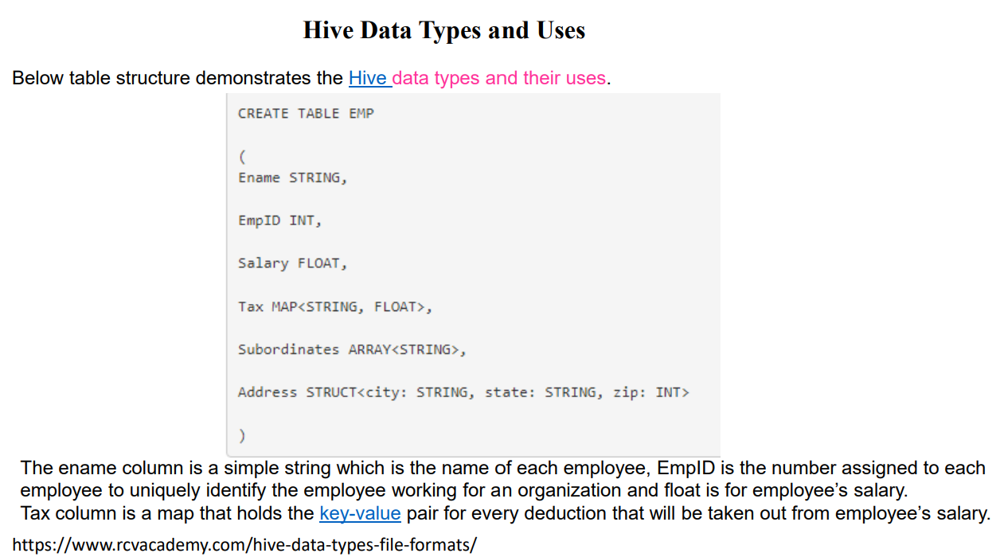 Hive Data Types and Uses
Below table structure demonstrates the Hive data types and their uses.
CREATE TABLE EMP
(
Ename STRING,
EmpID INT,
Salary FLOAT,
Tax MAP<STRING, FLOAT>,
Subordinates ARRAY<STRING>,
Address STRUCT<city: STRING, state: STRING, zip: INT>
)
The ename column is a simple string which is the name of each employee, EmpID is the number assigned to each
employee to uniquely identify the employee working for an organization and float is for employee’s salary.
Tax column is a map that holds the key-value pair for every deduction that will be taken out from employee’s salary.
https://www.rcvacademy.com/hive-data-types-file-formats/